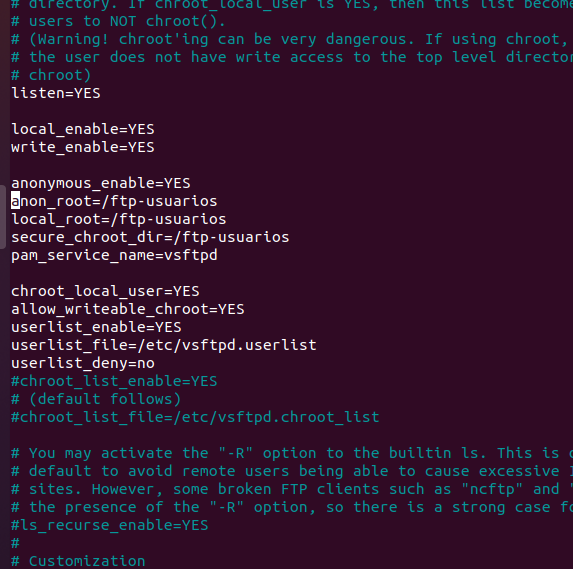 # directory. If chroot_local_user is YES, then this list
# users to NOT chroot().
# (Warning! chroot'ing can be very dangerous. If using chroot,
# the user does not have write access to the top level
# chroot)
listen=YES
local_enable=YES
write_enable=YES
anonymous_enable=YES
anon_root=/ftp-usuarios
local_root=/ftp-usuarios
secure_chroot_dir=/ftp-usuarios
pam_service_name=vsftpd
chroot_local_user=YES
allow_writeable_chroot=YES
userlist_enable=YES
userlist_file=/etc/vsftpd.userlist
userlist_deny=no
#chroot_list_enable=YES
# (default follows)
#chroot_list_file=/etc/vsftpd.chroot_list
# You may activate the "-R" option to the builtin ls. This is
# default to avoid remote users being able to cause excessive
# sites. However, some broken FTP clients such as "ncftp" and
# the presence of the "-R" option, so there is a strong case
#ls_recurse_enable=YES
#
# Customization